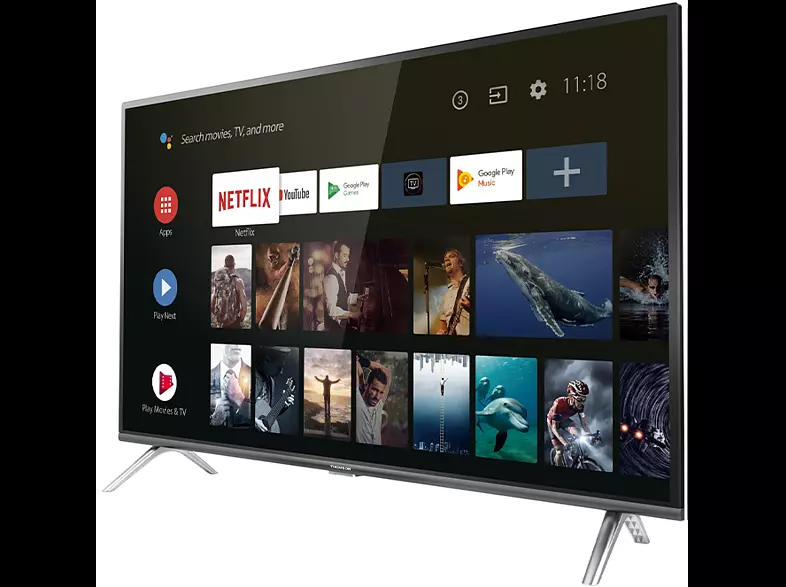 3
11:18
Search movies, TV, and more
NETFLIX
YouTube
Google Play
Games
TV
Google Play
Music
Netflix
Apps
Play Next
Play Movies & TV
THOMSON